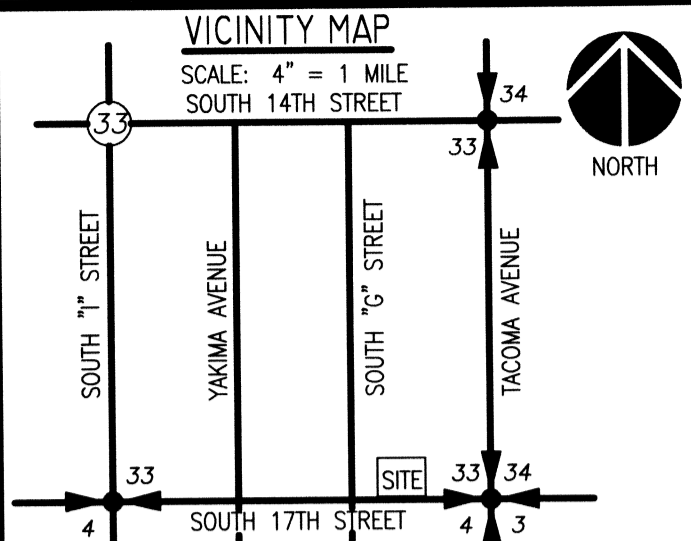 VICINITY MAP
SCALE: 4" = 1 MILE
SOUTH 14TH STREET
34
33
33
NORTH
SOUTH "I" STREET
YAKIMA AVENUE
SOUTH "G" STREET
TACOMA AVENUE
33
SITE
33
34
4
SOUTH 17TH STREET
4
3